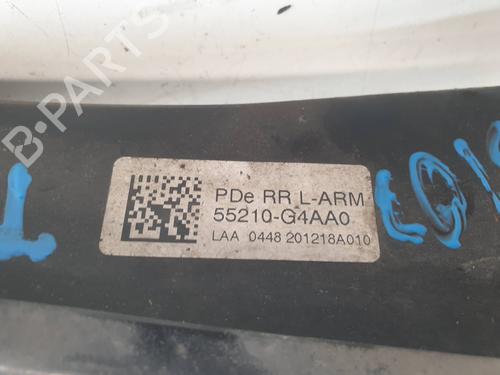 B-PARTS
PDe RR L-ARM
55210-G4AA0
LAA 0448 201218A010